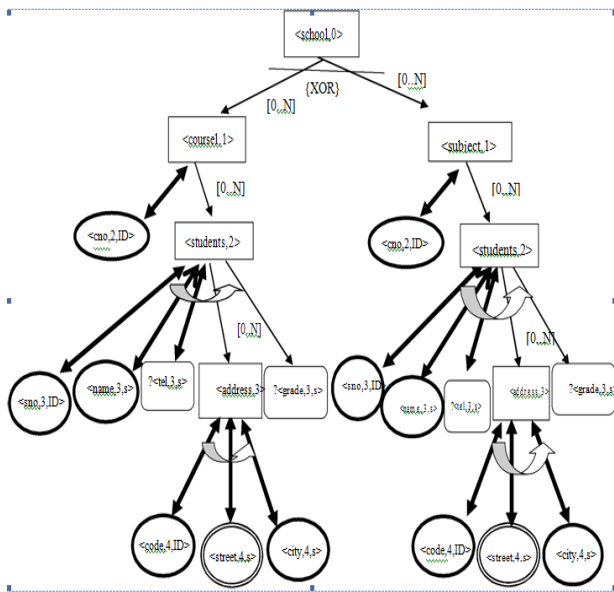 <school,0>
[0..N]
{XOR}
[0..N]
<coursel,1>
<subject,1>
[0..N]
[0..N]
<cno,2,ID>
<students,2>
<cno,2,ID>
<students,2>
[0..N]
[0..N]
<sno,3,ID>
<name,3,s>
?<tel,3,s>
<address,3>
?<grade,3,s>
<sno,3,ID>
<name,3,s>
?<tel,3,s>
<address,3>
?<grade,3,s>
<code,4,ID>
<street,4,s>
<city,4,s>
<code,4,ID>
<street,4,s>
<city,4,s>